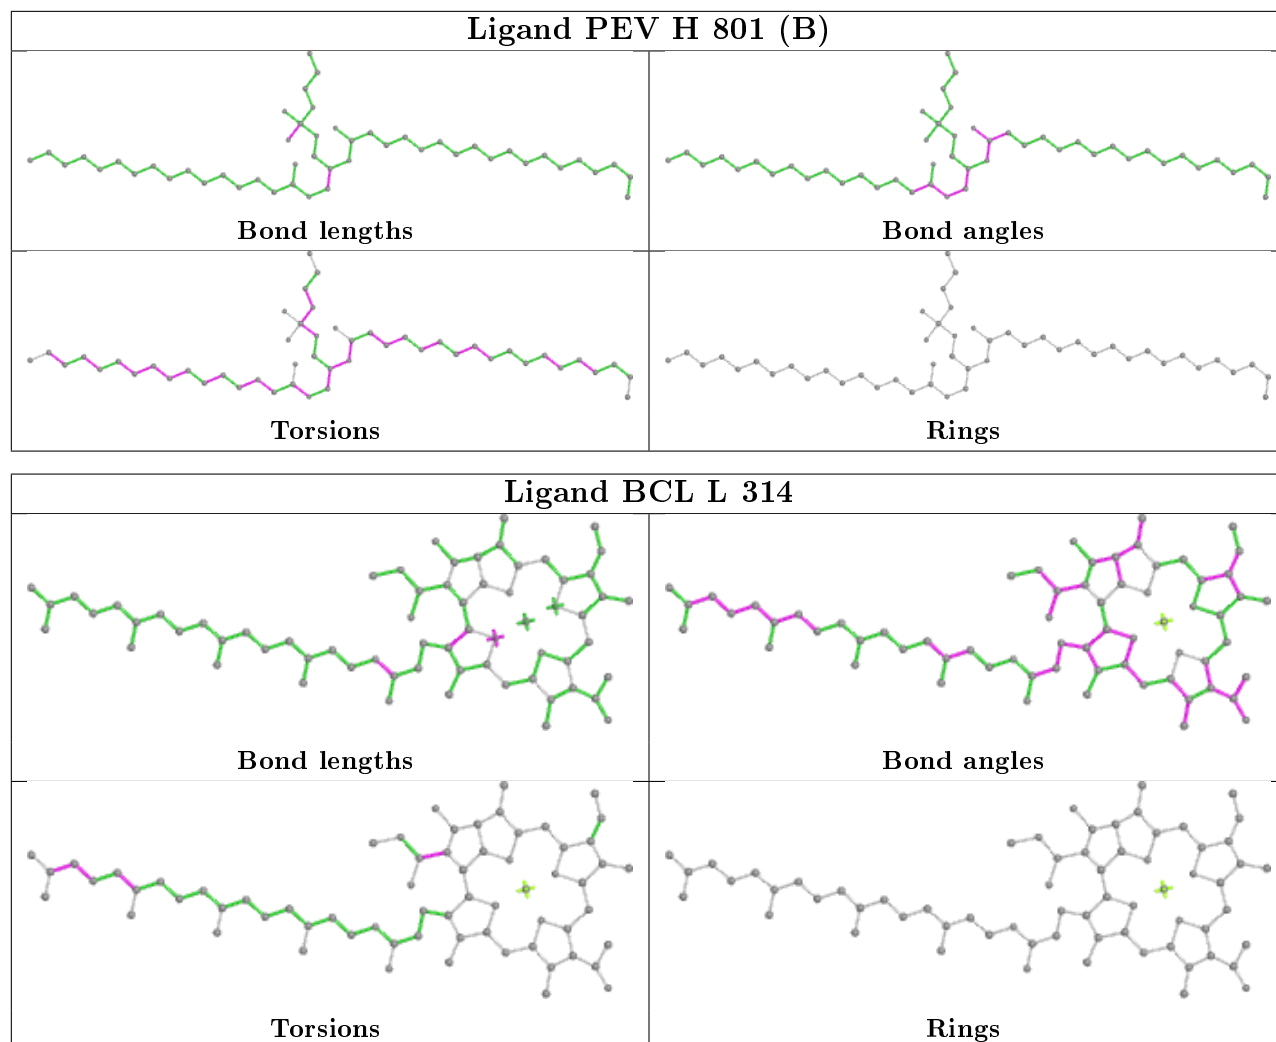 Ligand PEV H 801 (B)
Bond lengths
Bond angles
Torsions
Rings
Ligand BCL L 314
Bond lengths
Bond angles
Torsions
Rings